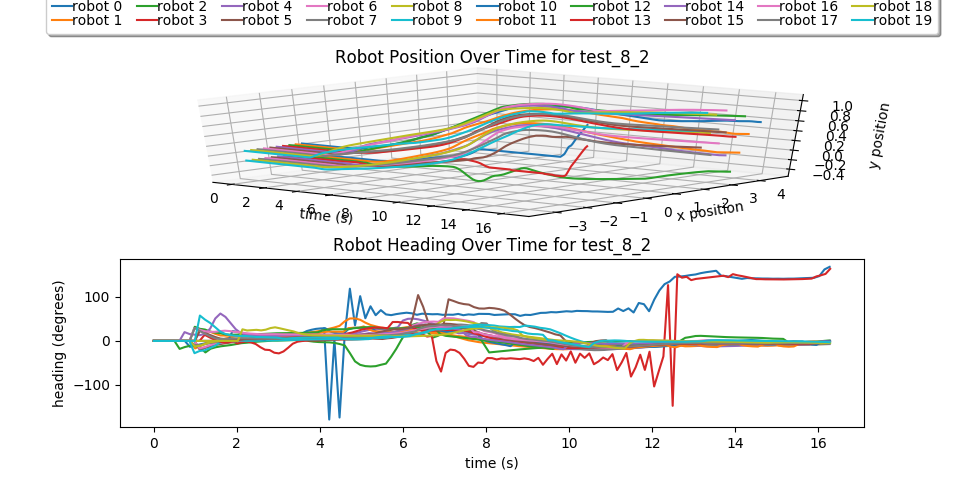 robot 0 robot 2 robot 4 robot 6 robot 8 robot 10 robot 12 robot 14 robot 16 robot 18
robot 1 robot 3 robot 5 robot 7 robot 9 robot 11 robot 13 robot 15 robot 17 robot 19
Robot Position Over Time for test_8_2
1.0
0.8
0.6
0.4
0.2
0.0
−0.2
−0.4
y position
0 2 4 6 8 10 12 14 16
time (s)
−3 −2 −1 0 1 2 3 4
x position
Robot Heading Over Time for test_8_2
100
0
−100
heading (degrees)
0 2 4 6 8 10 12 14 16
time (s)